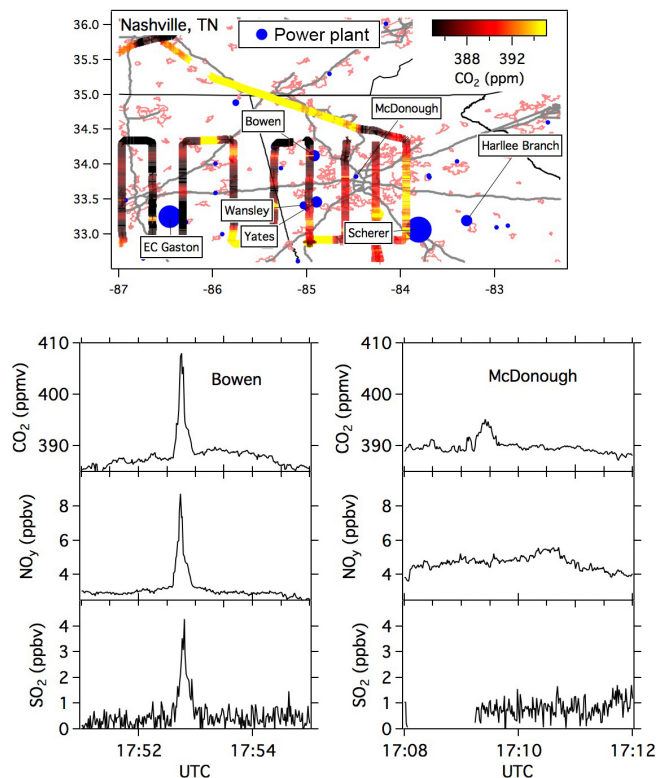 Nashville, TN
Power plant
388 392
CO2 (ppm)
36.0
35.5
35.0
34.5
34.0
33.5
33.0
McDonough
Bowen
Harllee Branch
Wansley
Yates
EC Gaston
Scherer
-87 -86 -85 -84 -83
Bowen
CO2 (ppmv)
410
400
390
NOy (ppbv)
8
6
4
SO2 (ppbv)
4
3
2
1
0
17:52 17:54
UTC
McDonough
CO2 (ppmv)
410
400
390
NOy (ppbv)
8
6
4
SO2 (ppbv)
4
3
2
1
0
17:08 17:10 17:12
UTC